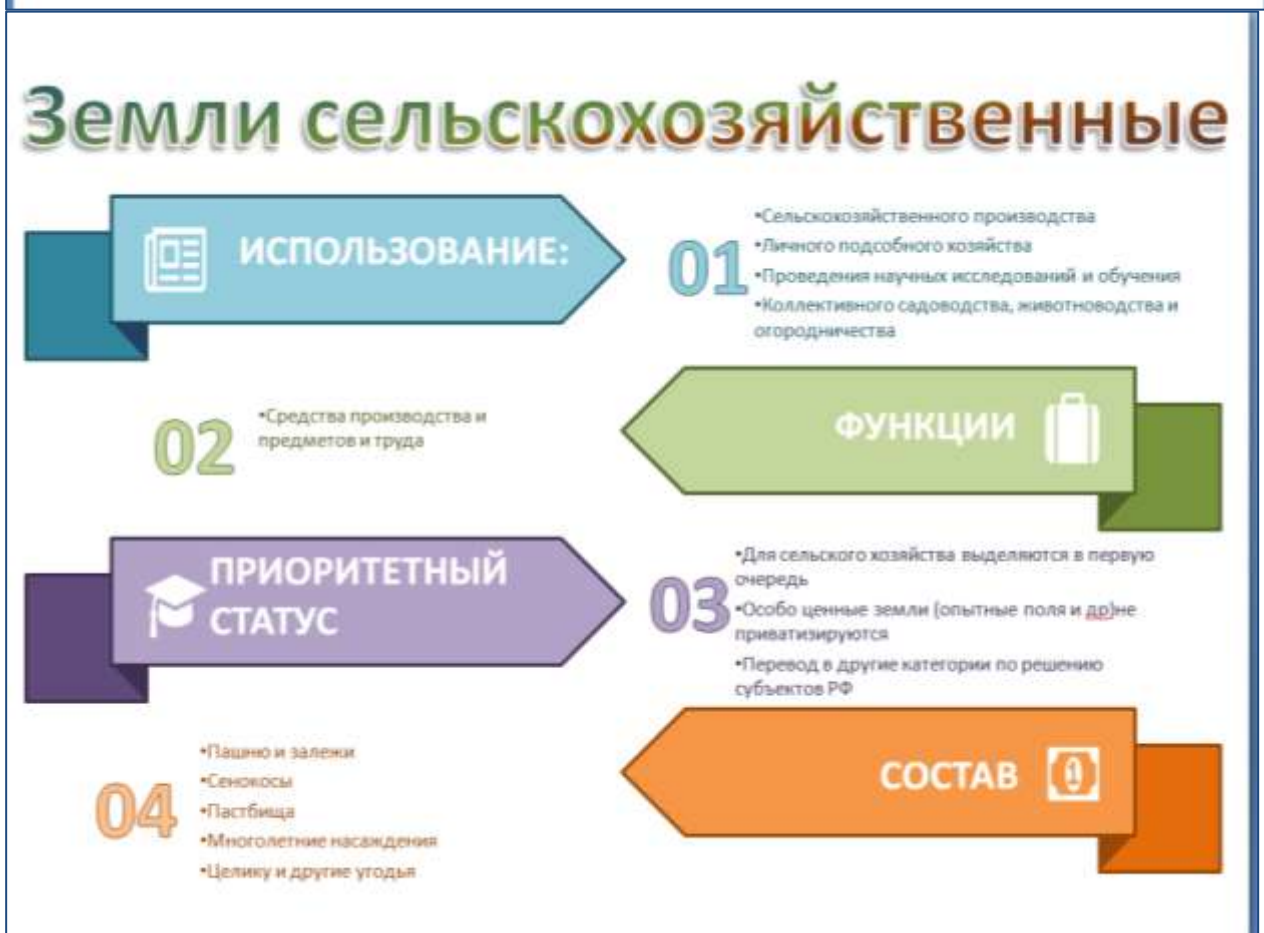 Земли сельскохозяйственные
ИСПОЛЬЗОВАНИЕ:
01
•Сельскохозяйственного производства
•Личного подсобного хозяйства
•Проведения научных исследований и обучения
•Коллективного садоводства, животноводства и
огородничества
ФУНКЦИИ
02
•Средства производства и
предметов и труда
ПРИОРИТЕТНЫЙ
СТАТУС
03
•Для сельского хозяйства выделяются в первую
очередь
•Особо ценные земли (опытные поля и др)не
приватизируются
•Перевод в другие категории по решению
субъектов РФ
СОСТАВ
04
•Пашню и залежи
•Сенокосы
•Пастбища
•Многолетние насаждения
•Целику и другие угодья